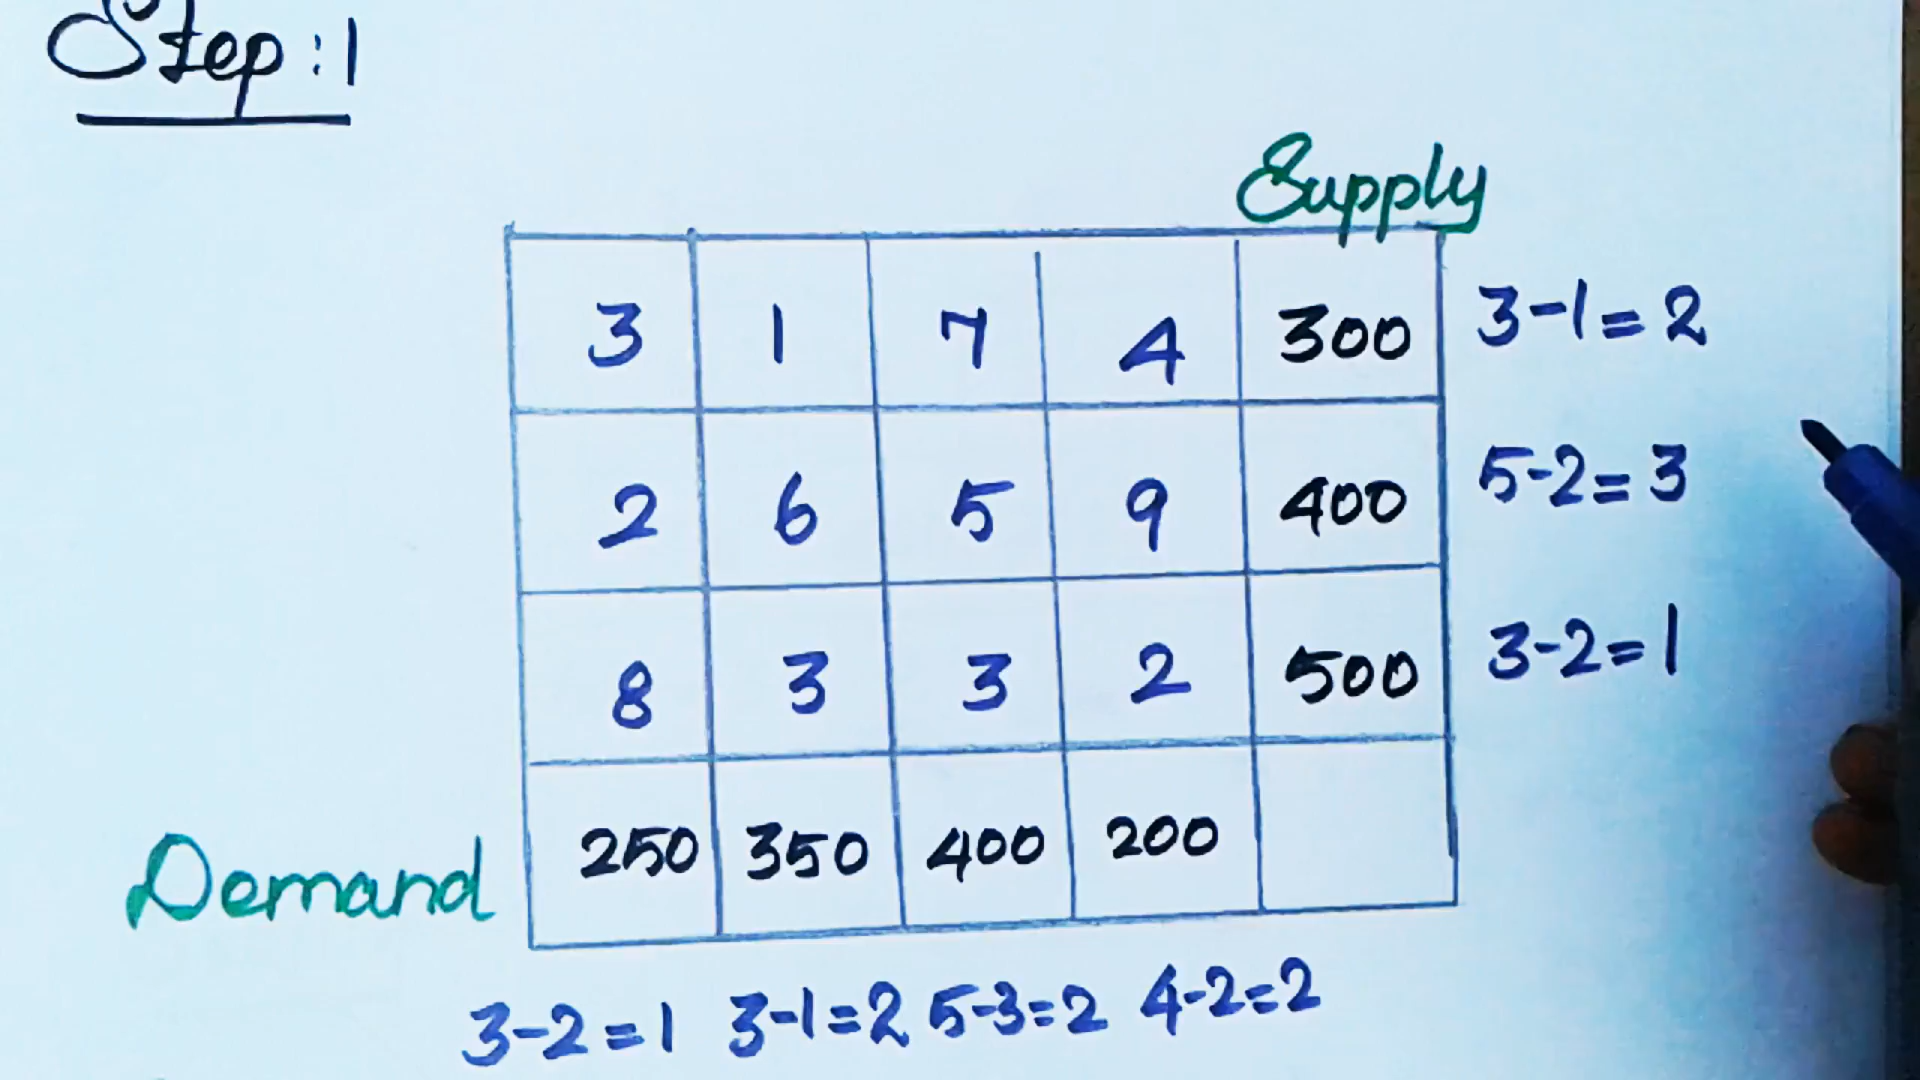 Step:1
Supply
3 1 7 4 300 3-1=2
2 6 5 9 400 5-2=3
8 3 3 2 500 3-2=1
Demand 250 350 400 200
3-2=1 3-1=2 5-3=2 4-2=2